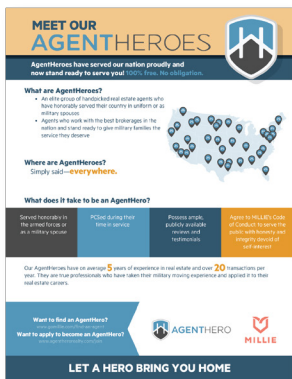 MEET OUR
AGENTHEROES
AgentHeroes have served our nation proudly and
now stand ready to serve you! 100% free. No obligation.
What are AgentHeroes?
• An elite group of handpicked real estate agents who
have honorably served their country in uniform or as
military spouses
• Agents who work with the best brokerages in the
nation and stand ready to give military families the
service they deserve
Where are AgentHeroes?
Simply said—everywhere.
What does it take to be an AgentHero?
Served honorably in
the armed forces or
as a military spouse
PCSed during their
time in service
Possess ample,
publicly available
reviews and
testimonials
Agree to MILLIE's Code
of Conduct to serve the
public with honesty and
integrity devoid of
self-interest
Our AgentHeroes have on average 5 years of experience in real estate and over 20 transactions per
year. They are true professionals who have taken their military moving experience and applied it to their
real estate careers.
Want to find an AgentHero?
Want to apply to become an AgentHero?
AGENTHERO
MILLIE
LET A HERO BRING YOU HOME